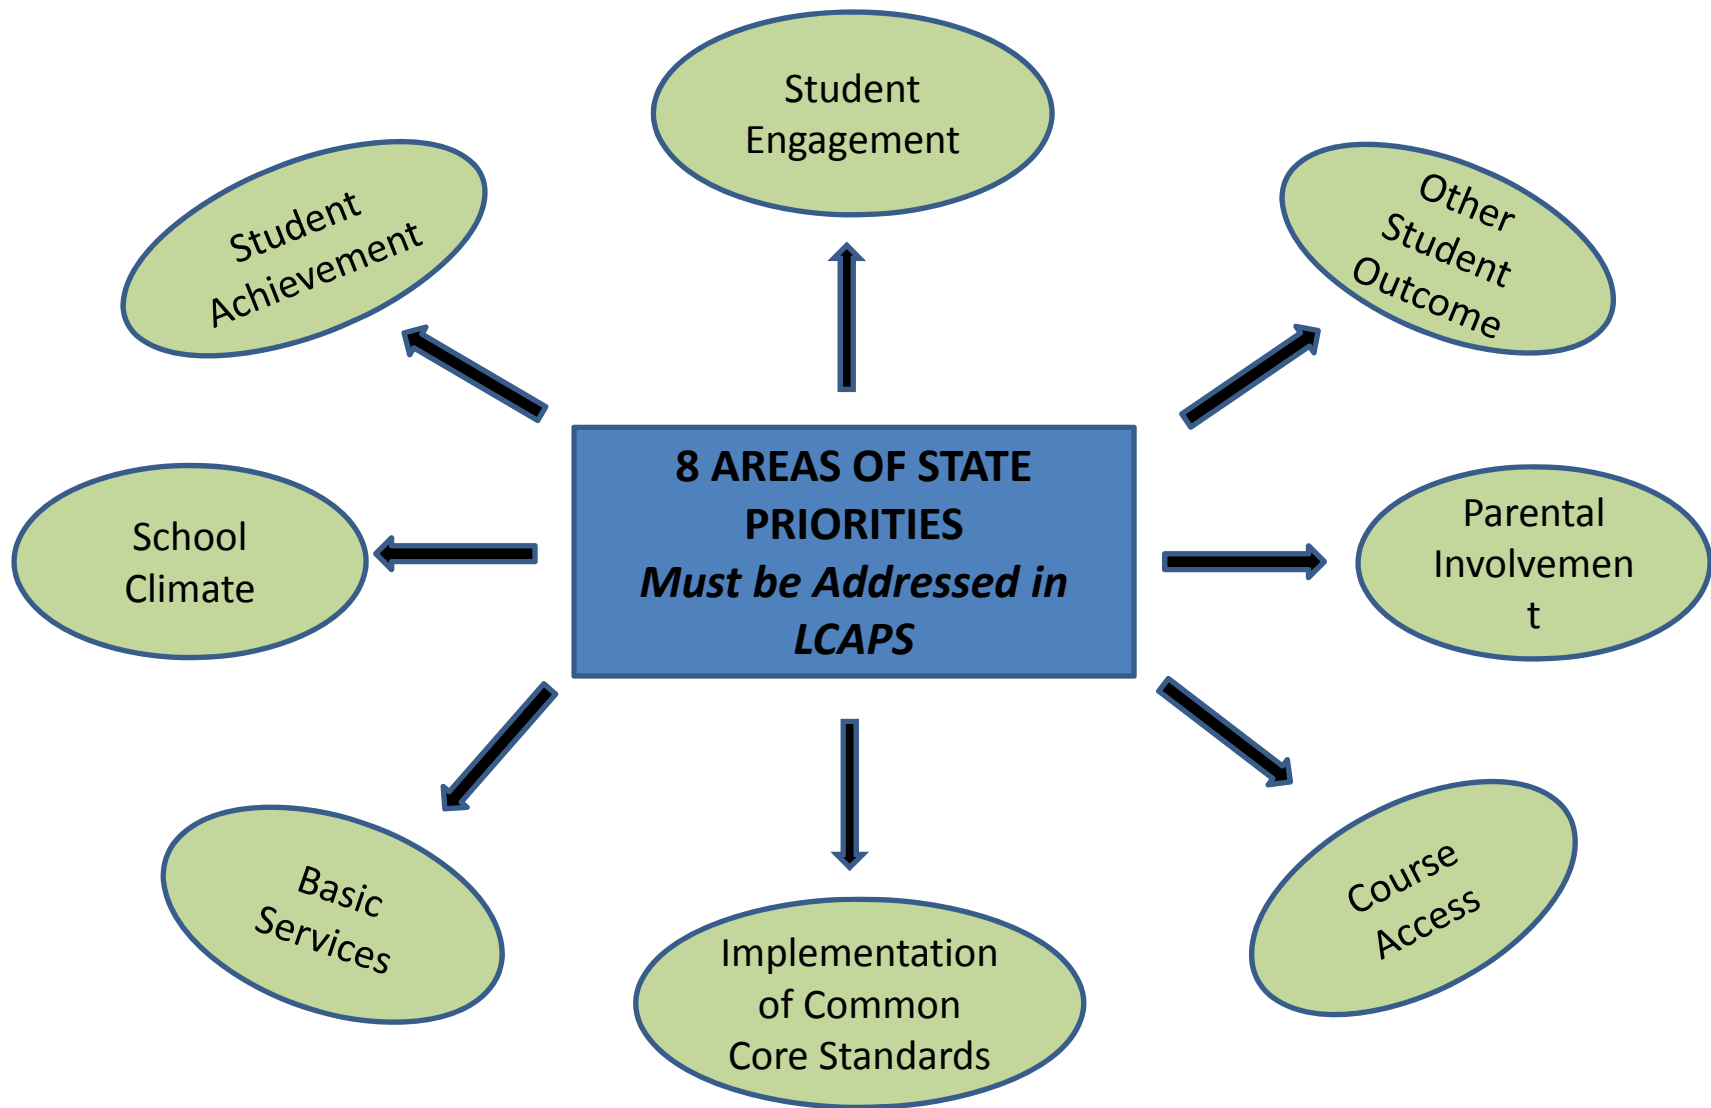 Student
Engagement
Student
Achievement
Other
Student
Outcome
8 AREAS OF STATE
PRIORITIES
Must be Addressed in
LCAPS
School
Climate
Parental
Involvemen
t
Basic
Services
Implementation
of Common
Core Standards
Course
Access